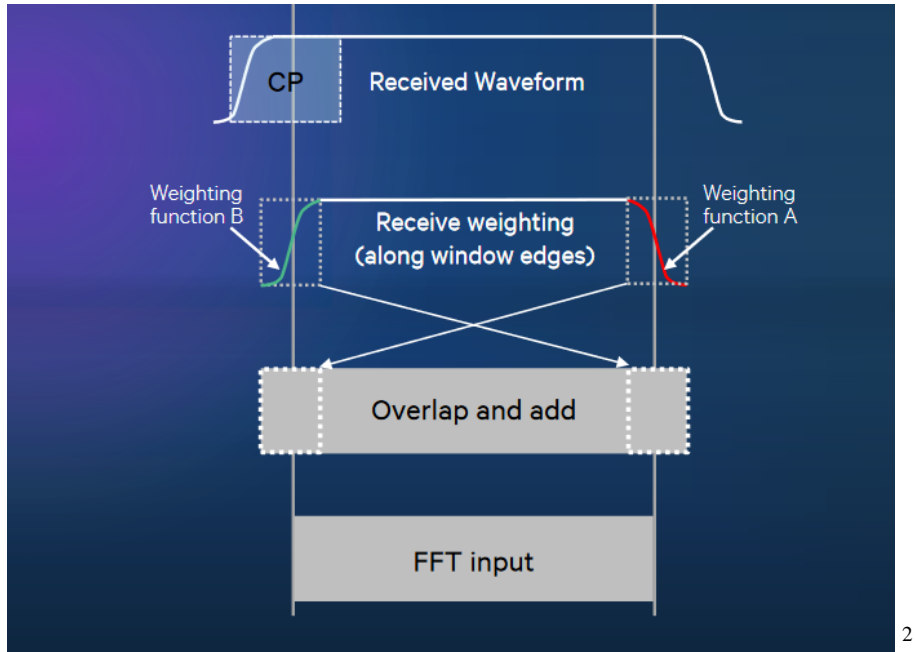 CP
Received Waveform
Weighting
function B
Weighting
function A
Receive weighting
(along window edges)
Overlap and add
FFT input
2